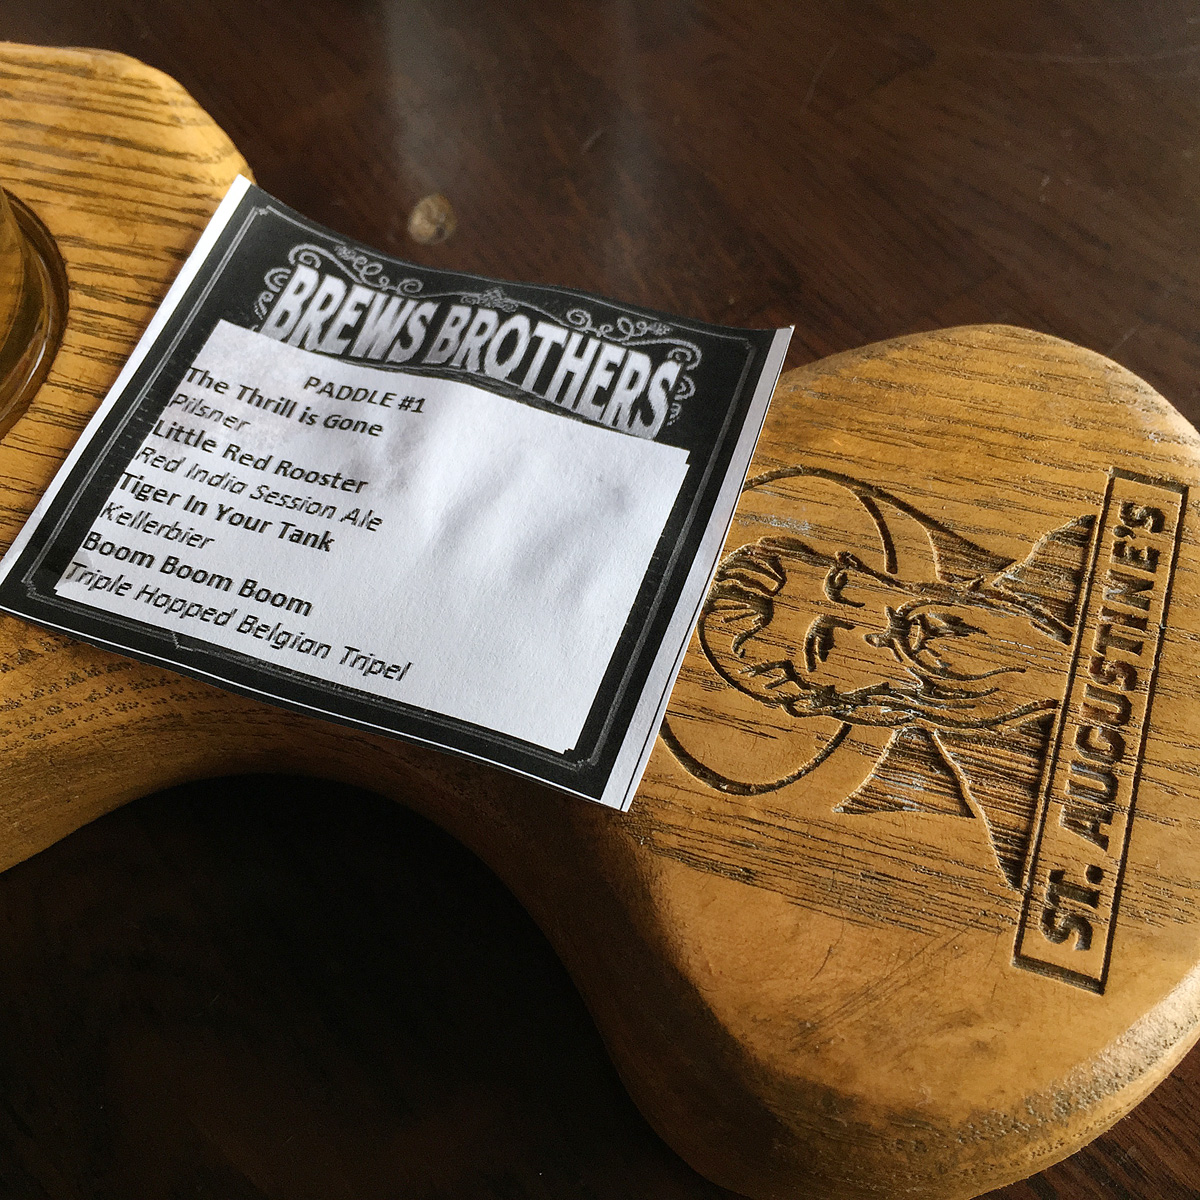 BREWS BROTHERS
PADDLE #1
The Thrill is Gone
Pilsner
Little Red Rooster
Red India Session Ale
Tiger In Your Tank
Kellerbier
Boom Boom Boom
Triple Hopped Belgian Tripel
ST. AUGUSTINE'S